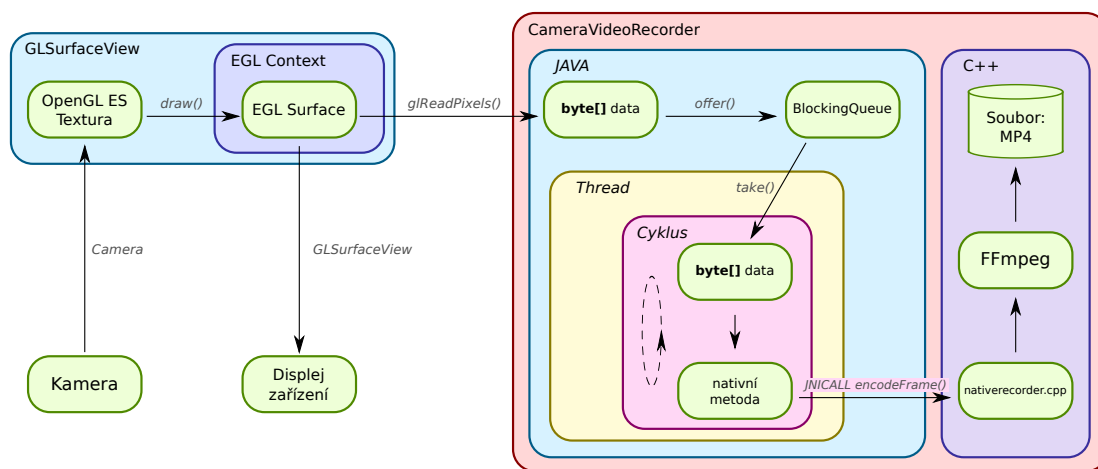 GLSurfaceView
EGL Context
OpenGL ES
Textura
draw()
EGL Surface
glReadPixels()
Camera
GLSurfaceView
Kamera
Displej
zařízení
CameraVideoRecorder
JAVA
byte[] data
offer()
BlockingQueue
Thread
take()
Cyklus
byte[] data
nativní
metoda
JNICALL encodeFrame()
C++
Soubor:
MP4
FFmpeg
nativerecorder.cpp